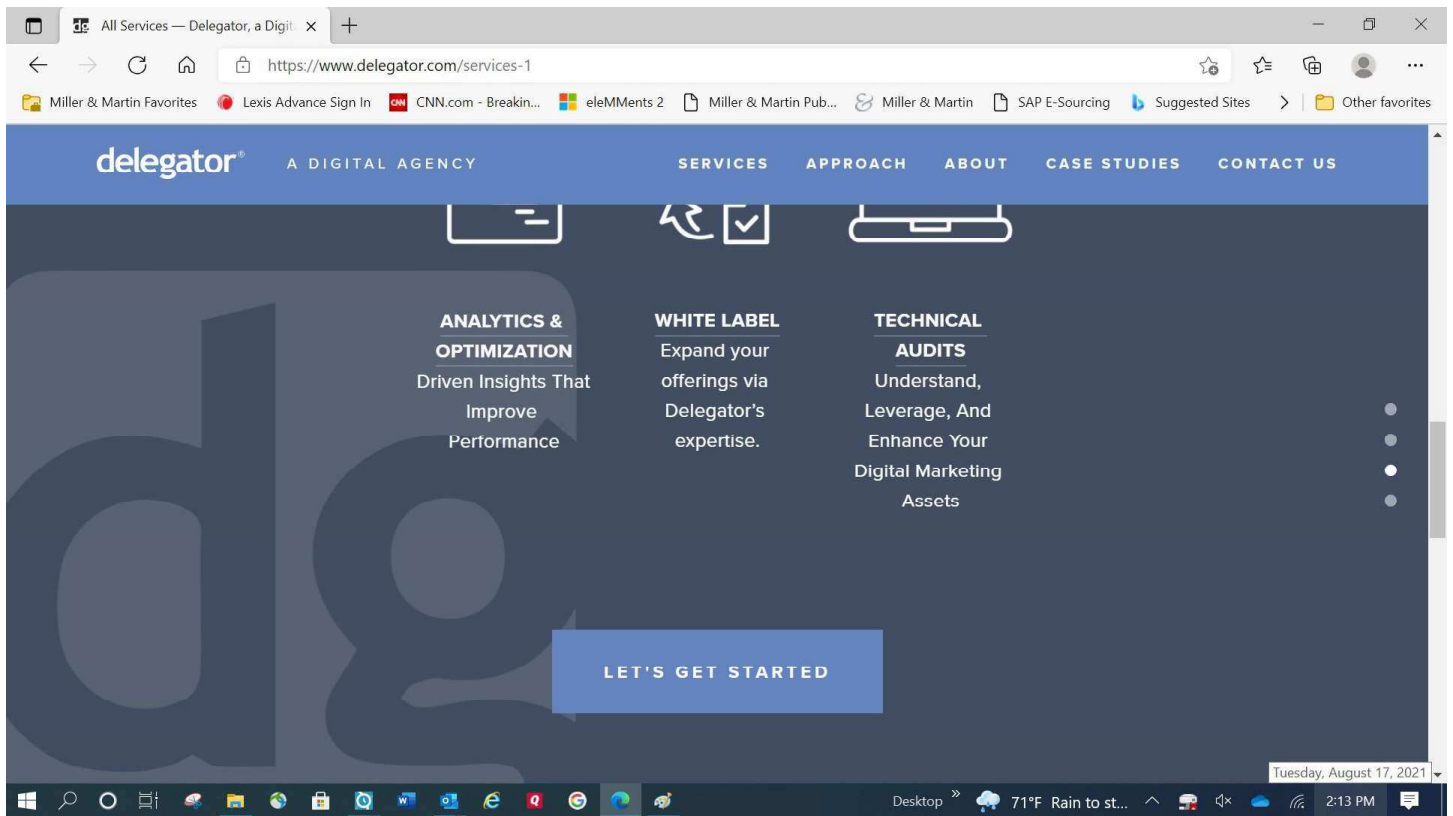 dg All Services — Delegator, a Digit
https://www.delegator.com/services-1
Miller & Martin Favorites Lexis Advance Sign In CNN CNN.com - Breakin... eleMMents 2 Miller & Martin Pub... Miller & Martin SAP E-Sourcing Suggested Sites Other favorites
delegator® A DIGITAL AGENCY SERVICES APPROACH ABOUT CASE STUDIES CONTACT US
dg
ANALYTICS &
OPTIMIZATION
Driven Insights That
Improve
Performance
WHITE LABEL
Expand your
offerings via
Delegator's
expertise.
TECHNICAL
AUDITS
Understand,
Leverage, And
Enhance Your
Digital Marketing
Assets
LET'S GET STARTED
Tuesday, August 17, 2021
Desktop » 71°F Rain to st... 2:13 PM